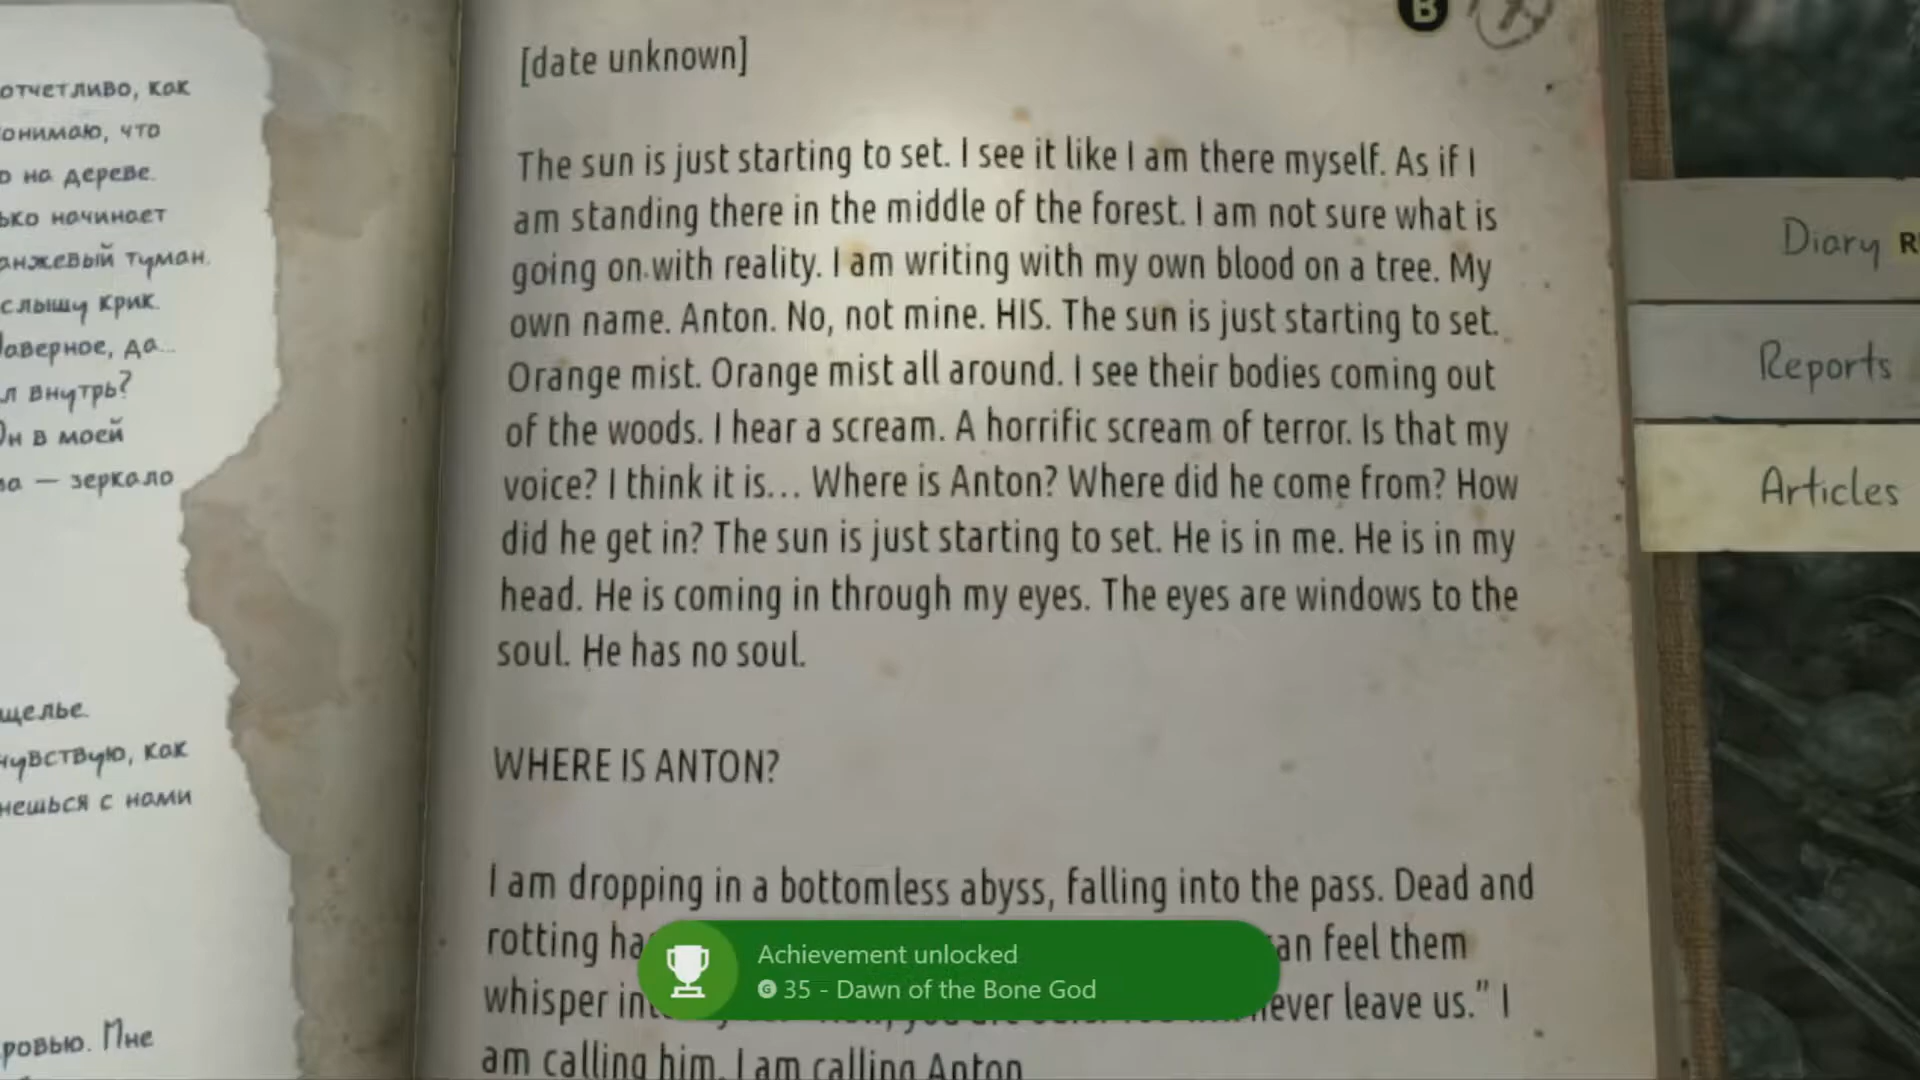 отчетливо, как
онимаю, что
о на дереве.
ько начинает
анжевый туман.
слышу крик.
аверное, да...
л внутрь?
Он в моей
ва — зеркало
щелье.
чувствую, как
нешься с нами
ровью. Мне
B
[date unknown]
The sun is just starting to set. I see it like I am there myself. As if I
am standing there in the middle of the forest. I am not sure what is
going on with reality. I am writing with my own blood on a tree. My
own name. Anton. No, not mine. HIS. The sun is just starting to set.
Orange mist. Orange mist all around. I see their bodies coming out
of the woods. I hear a scream. A horrific scream of terror. Is that my
voice? I think it is... Where is Anton? Where did he come from? How
did he get in? The sun is just starting to set. He is in me. He is in my
head. He is coming in through my eyes. The eyes are windows to the
soul. He has no soul.
WHERE IS ANTON?
I am dropping in a bottomless abyss, falling into the pass. Dead and
rotting ha an feel them
whisper in ever leave us." I
am calling him. I am calling Anton
Achievement unlocked
G 35 - Dawn of the Bone God
Diary R
Reports
Articles